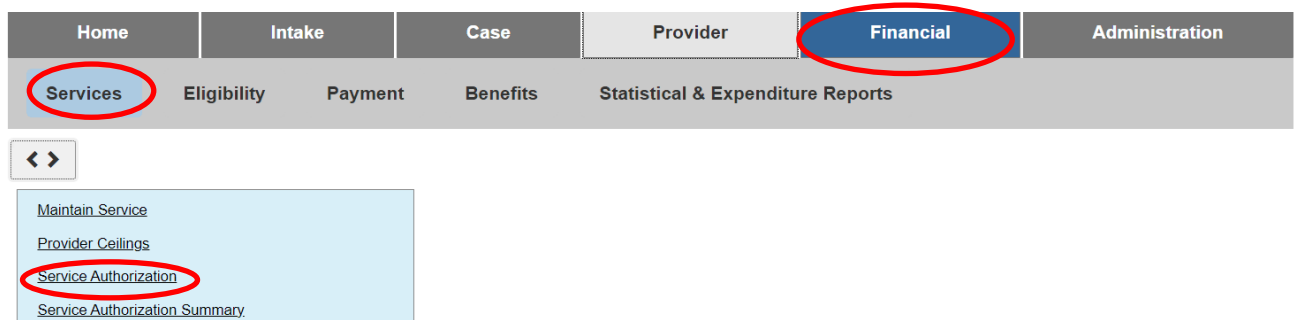 Home Intake Case Provider Financial Administration
Services Eligibility Payment Benefits Statistical & Expenditure Reports
Maintain Service
Provider Ceilings
Service Authorization
Service Authorization Summary